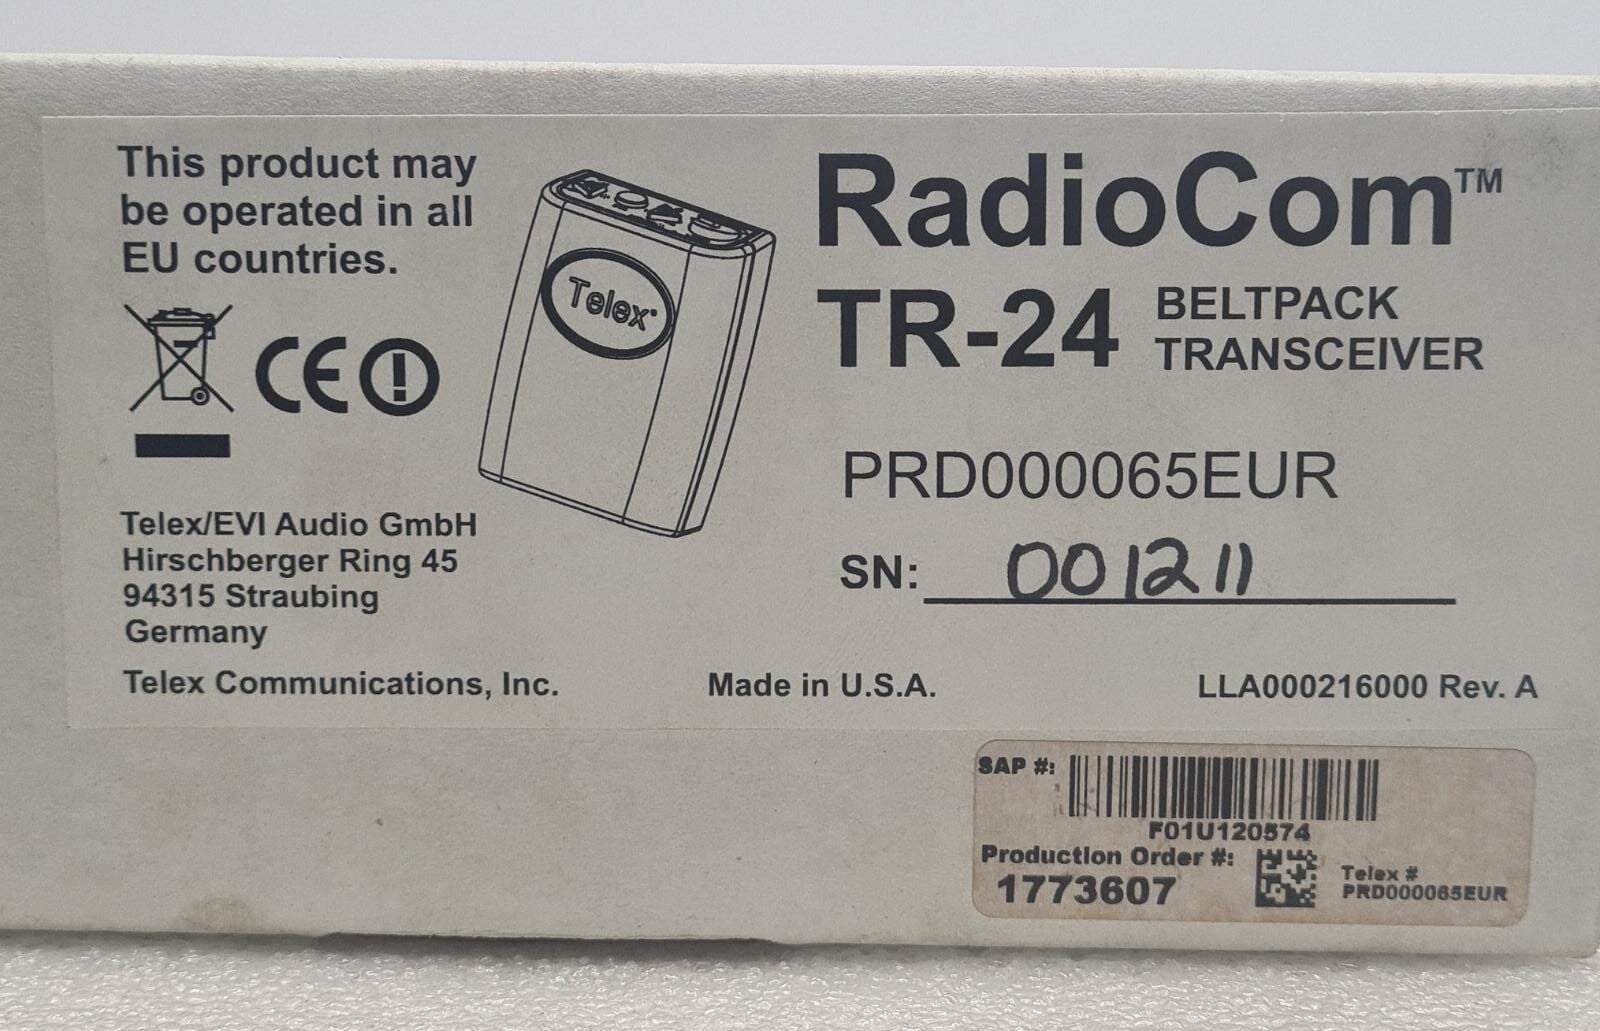 This product may
be operated in all
EU countries.
CE
Telex®
RadioCom™
TR-24
BELTPACK
TRANSCEIVER
PRD000065EUR
SN: 001211
Telex/EVI Audio GmbH
Hirschberger Ring 45
94315 Straubing
Germany
Telex Communications, Inc.
Made in U.S.A.
LLA000216000 Rev. A
SAP #:
F01U120574
Production Order #:
1773607
Telex #
PRD000065EUR